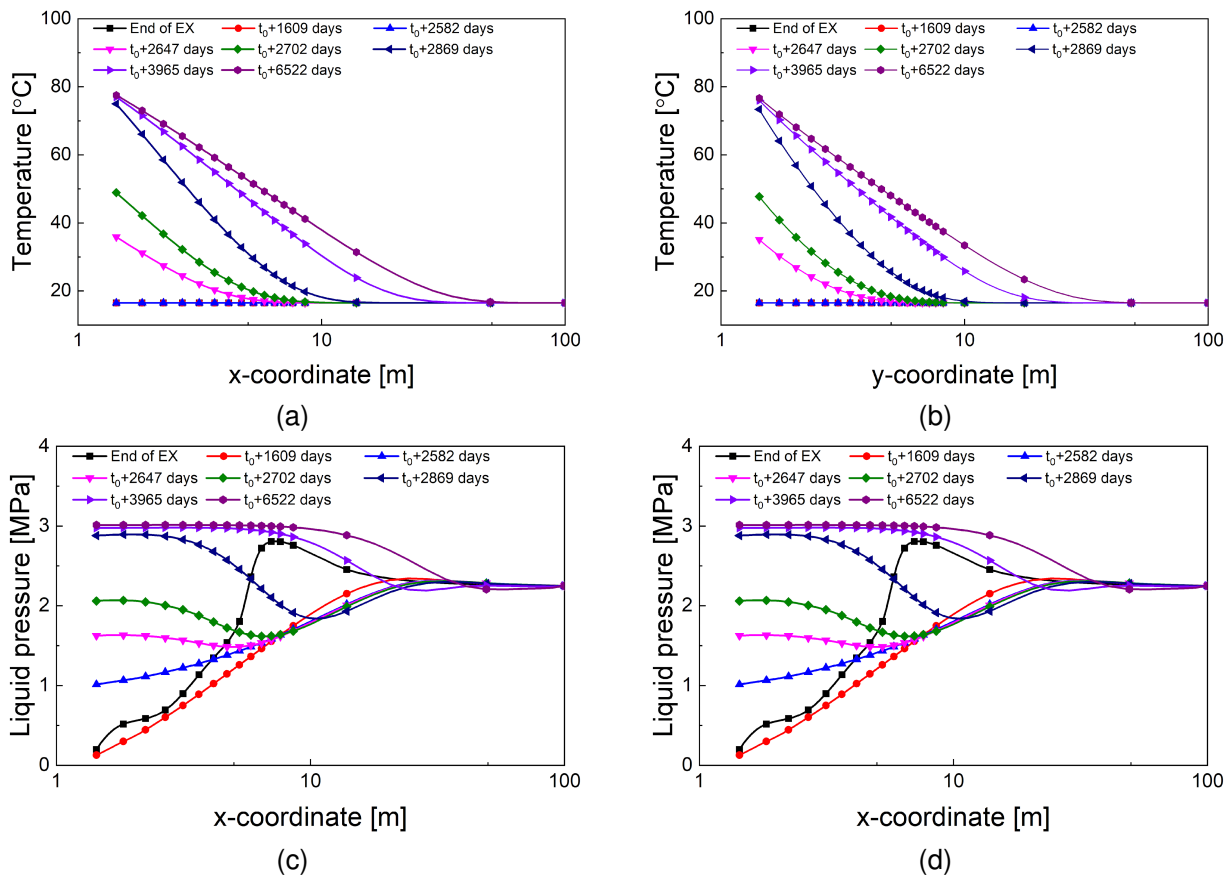 End of EX t₀+1609 days t₀+2582 days
t₀+2647 days t₀+2702 days t₀+2869 days
t₀+3965 days t₀+6522 days
100
80
60
40
20
Temperature [°C]
1 10 100
x-coordinate [m]
(a)
End of EX t₀+1609 days t₀+2582 days
t₀+2647 days t₀+2702 days t₀+2869 days
t₀+3965 days t₀+6522 days
100
80
60
40
20
Temperature [°C]
1 10 100
y-coordinate [m]
(b)
End of EX t₀+1609 days t₀+2582 days
t₀+2647 days t₀+2702 days t₀+2869 days
t₀+3965 days t₀+6522 days
4
3
2
1
0
Liquid pressure [MPa]
1 10 100
x-coordinate [m]
(c)
End of EX t₀+1609 days t₀+2582 days
t₀+2647 days t₀+2702 days t₀+2869 days
t₀+3965 days t₀+6522 days
4
3
2
1
0
Liquid pressure [MPa]
1 10 100
x-coordinate [m]
(d)